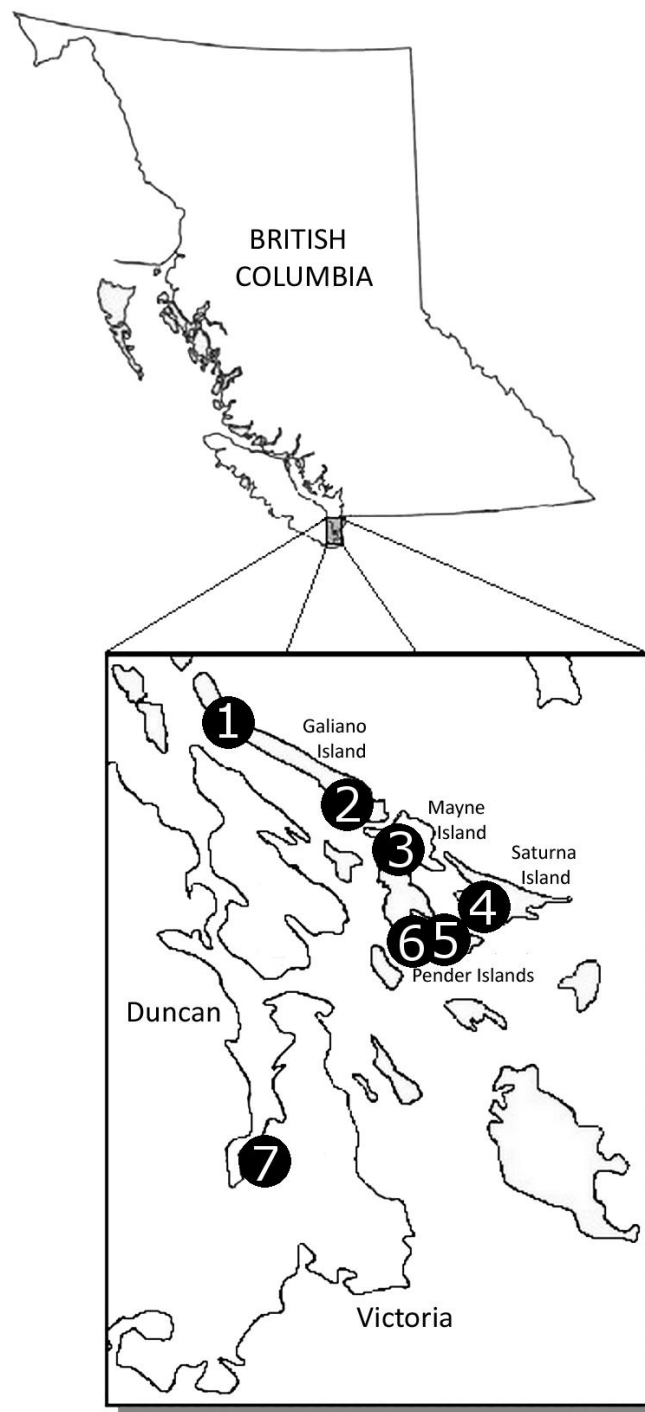 BRITISH
COLUMBIA
1
Galiano
Island
2
Mayne
Island
3
Saturna
Island
4
5
6
Pender Islands
Duncan
7
Victoria